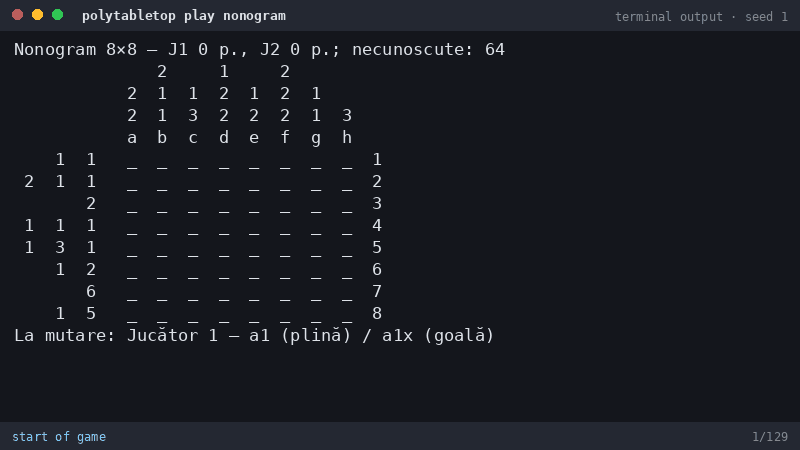 polytabletop play nonogram
terminal output · seed 1
Nonogram 8×8 — J1 0 p., J2 0 p.; necunoscute: 64
2 1 2
2 1 1 2 1 2 1
2 1 3 2 2 2 1 3
a b c d e f g h
1 1 _ _ _ _ _ _ _ _ 1
2 1 1 _ _ _ _ _ _ _ _ 2
2 _ _ _ _ _ _ _ _ 3
1 1 1 _ _ _ _ _ _ _ _ 4
1 3 1 _ _ _ _ _ _ _ _ 5
1 2 _ _ _ _ _ _ _ _ 6
6 _ _ _ _ _ _ _ _ 7
1 5 _ _ _ _ _ _ _ _ 8
La mutare: Jucător 1 — a1 (plină) / a1x (goală)
start of game
1/129